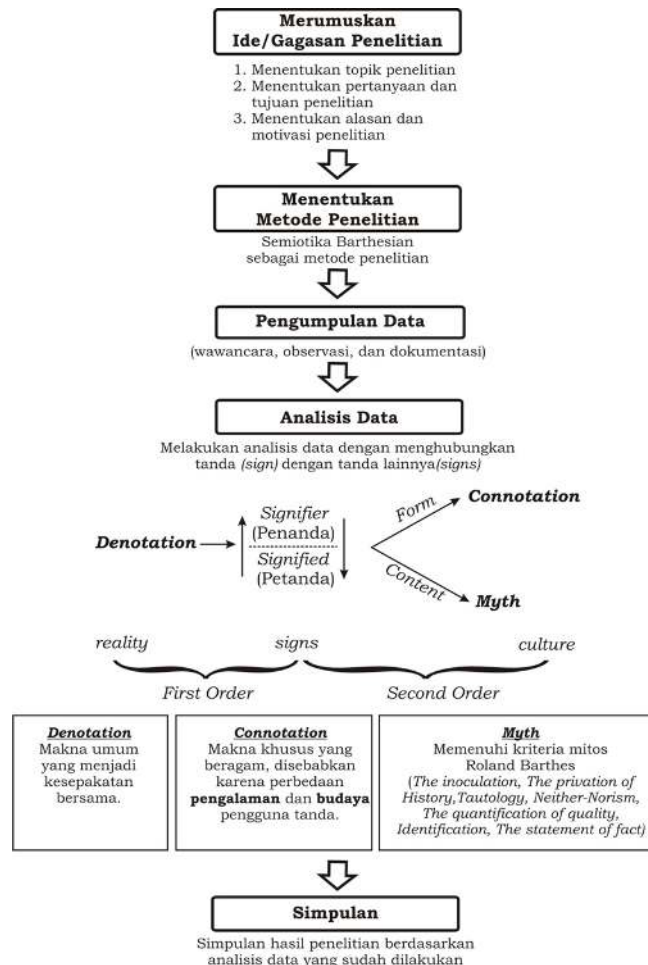 Merumuskan
Ide/Gagasan Penelitian
1. Menentukan topik penelitian
2. Menentukan pertanyaan dan
tujuan penelitian
3. Menentukan alasan dan
motivasi penelitian
Menentukan
Metode Penelitian
Semiotika Barthesian
sebagai metode penelitian
Pengumpulan Data
(wawancara, observasi, dan dokumentasi)
Analisis Data
Melakukan analisis data dengan menghubungkan
tanda (sign) dengan tanda lainnya(signs)
Denotation
Signifier
(Penanda)
Signified
(Petanda)
Form
Connotation
Content
Myth
reality signs culture
First Order Second Order
Denotation
Makna umum
yang menjadi
kesepakatan
bersama.
Connotation
Makna khusus yang
beragam, disebabkan
karena perbedaan
pengalaman dan budaya
pengguna tanda.
Myth
Memenuhi kriteria mitos
Roland Barthes
(The inoculation, The privation of
History,Tautology, Neither-Norism,
The quantification of quality,
Identification, The statement of fact)
Simpulan
Simpulan hasil penelitian berdasarkan
analisis data yang sudah dilakukan